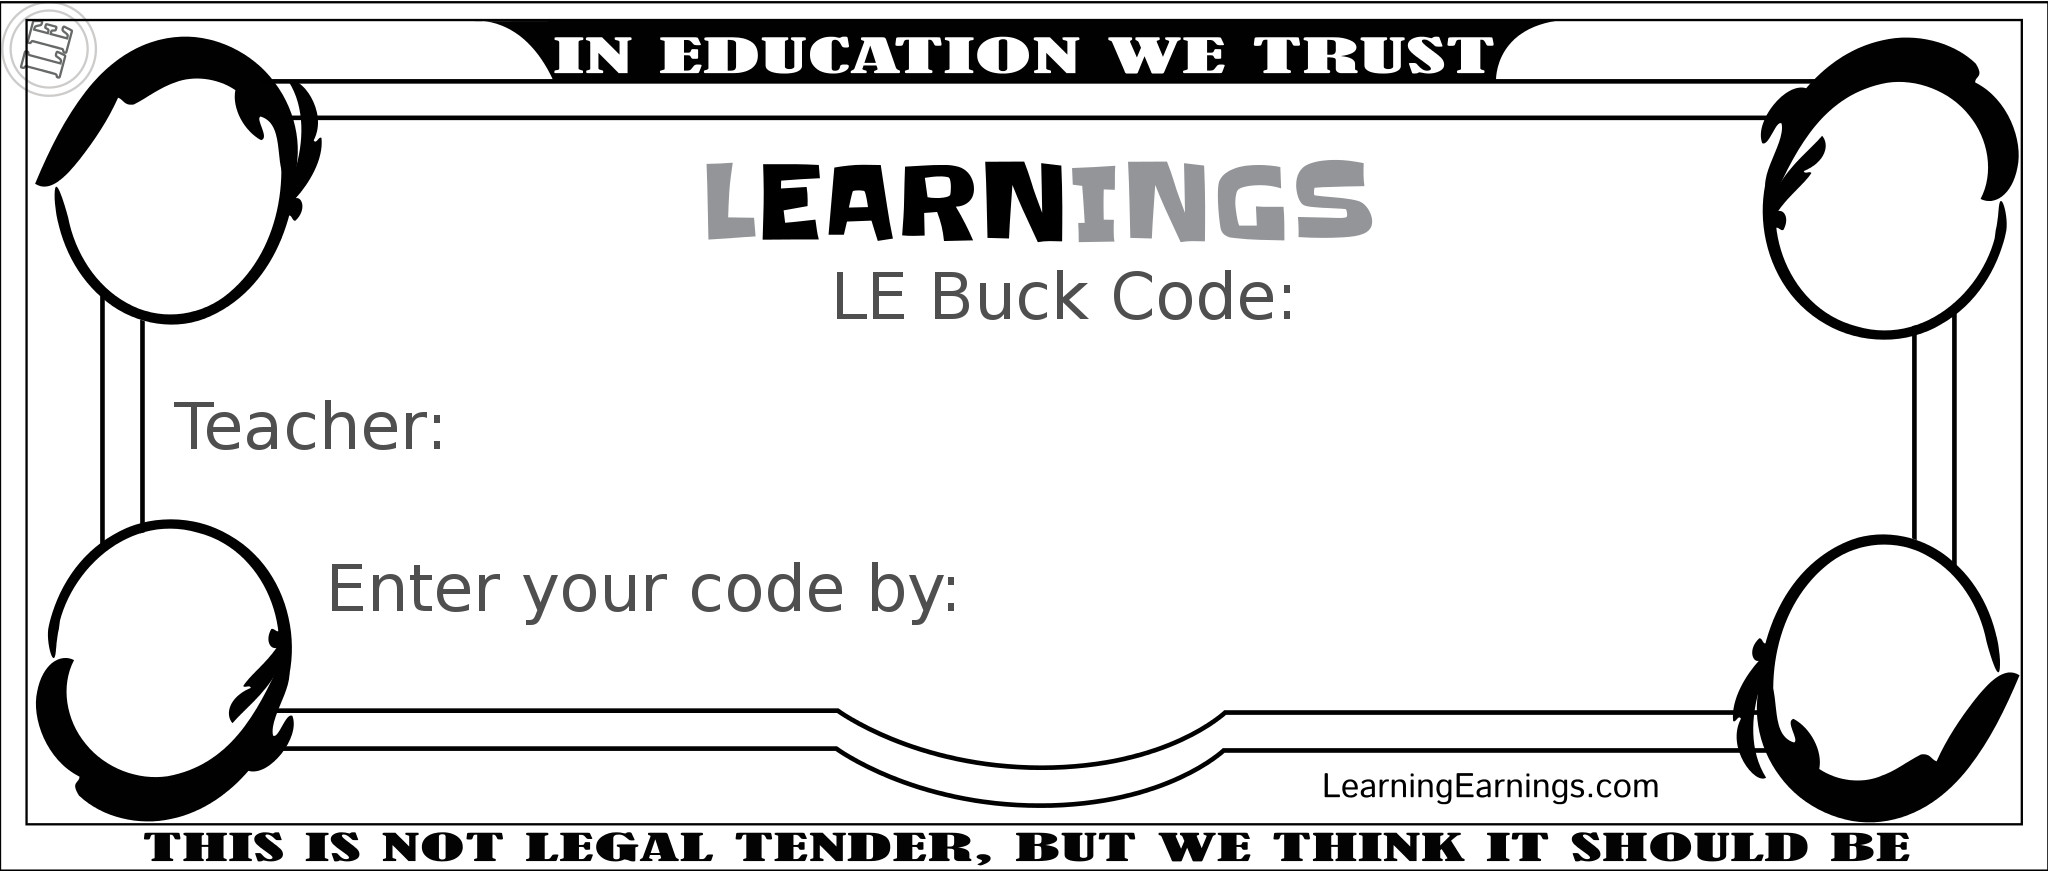 IN EDUCATION WE TRUST
LEARNINGS
LE Buck Code:
Teacher:
Enter your code by:
LearningEarnings.com
THIS IS NOT LEGAL TENDER, BUT WE THINK IT SHOULD BE